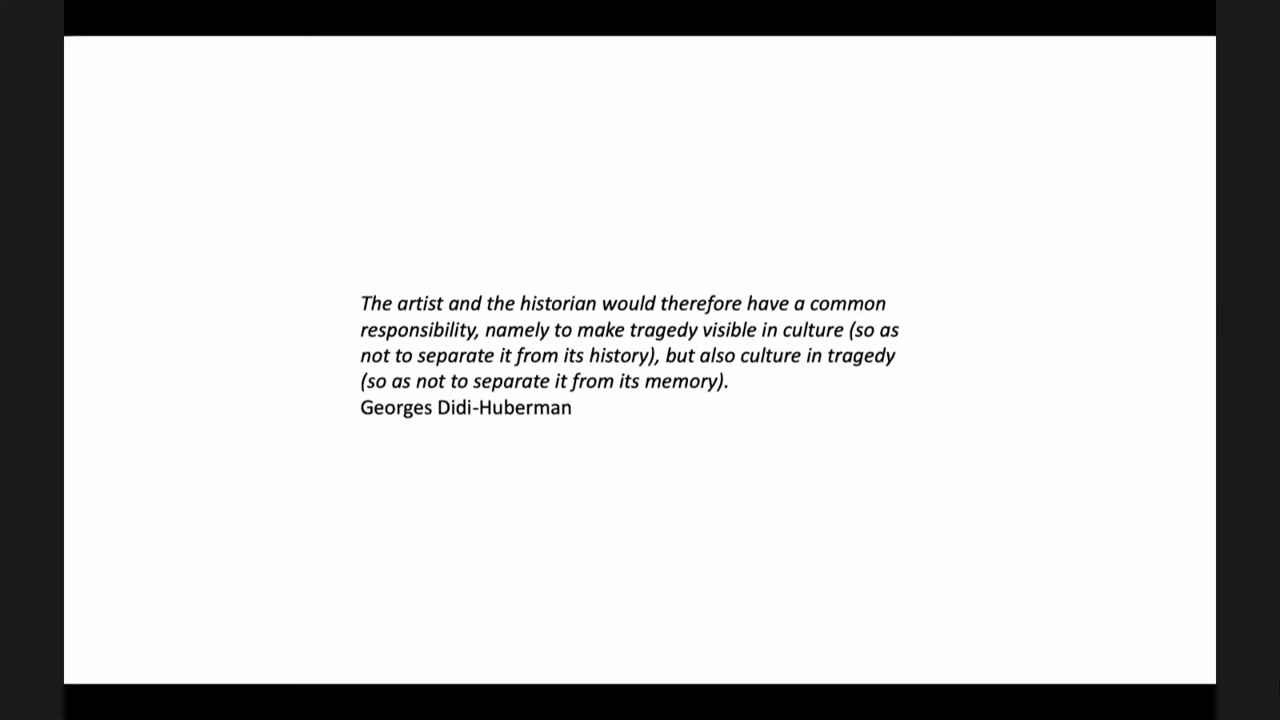 The artist and the historian would therefore have a common
responsibility, namely to make tragedy visible in culture (so as
not to separate it from its history), but also culture in tragedy
(so as not to separate it from its memory).
Georges Didi-Huberman